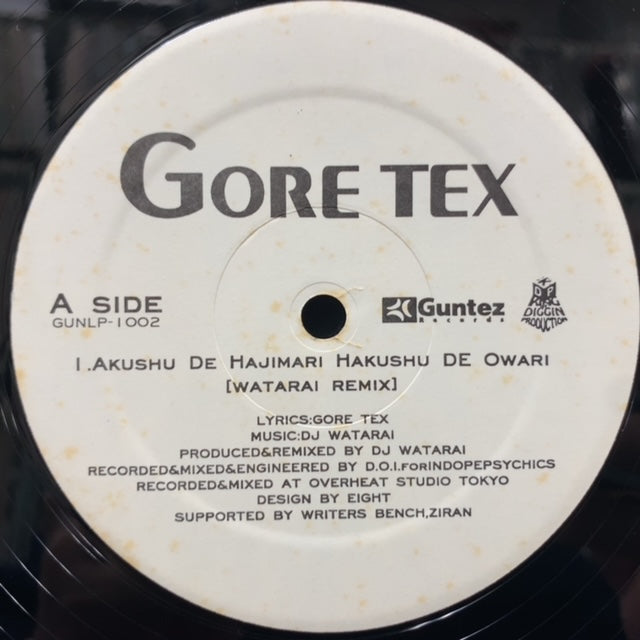 GORE TEX
A SIDE
GUNLP-1002
Guntez
Records
DIGGIN
PRODUCTION
1.AKUSHU DE HAJIMARI HAKUSHU DE OWARI
[WATARAI REMIX]
LYRICS:GORE TEX
MUSIC:DJ WATARAI
PRODUCED&REMIXED BY DJ WATARAI
RECORDED&MIXED&ENGINEERED BY D.O.I.FORINDOPEPSYCHICS
RECORDED&MIXED AT OVERHEAT STUDIO TOKYO
DESIGN BY EIGHT
SUPPORTED BY WRITERS BENCH,ZIRAN